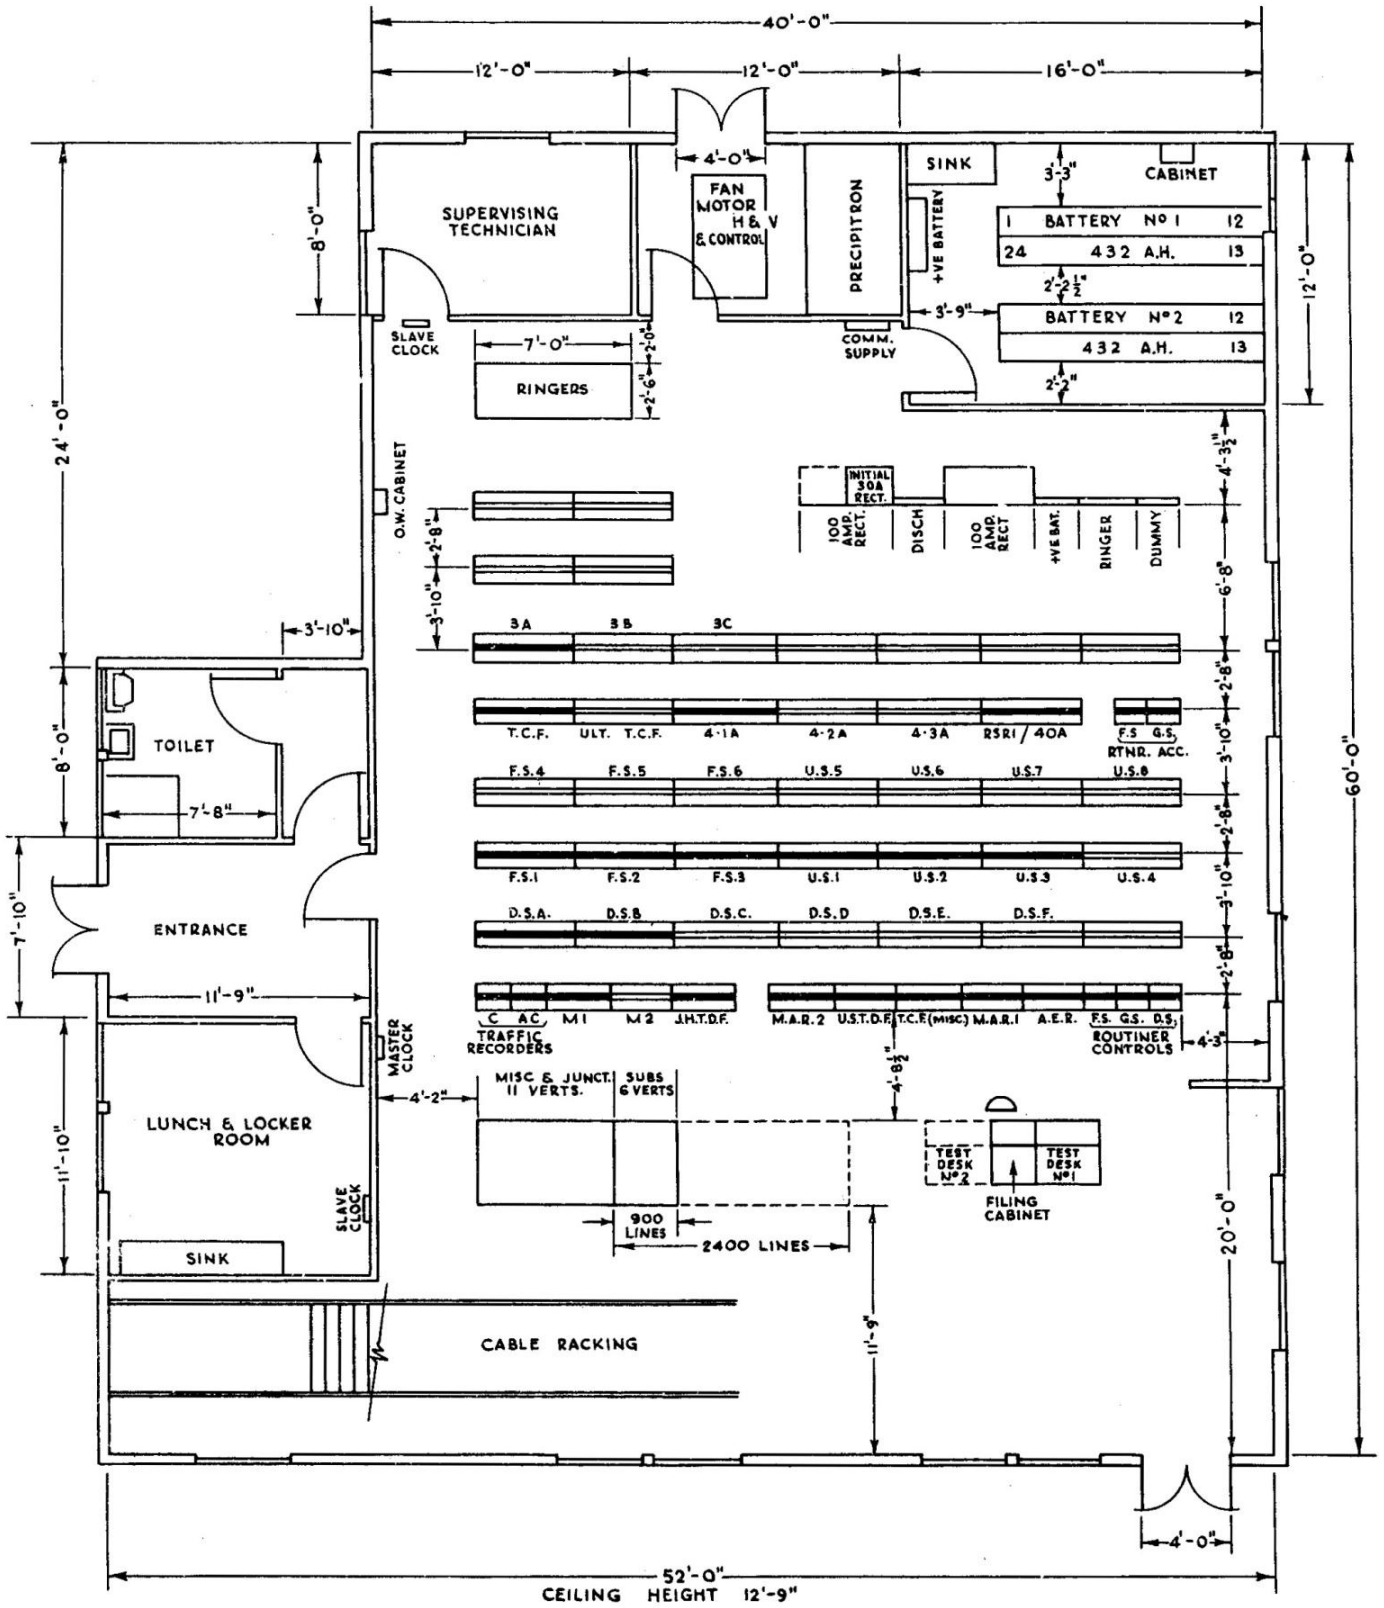 40'-0"
12'-0" 12'-0" 16'-0"
4'-0"
SINK
3'-3"
CABINET
8'-0"
SUPERVISING
TECHNICIAN
FAN
MOTOR
H & V
& CONTROL
PRECIPITRON
+VE BATTERY
1 BATTERY Nº 1 12
24 432 A.H. 13
2'-2½"
12'-0"
3'-9"
BATTERY Nº 2 12
432 A.H. 13
2'-2"
SLAVE
CLOCK
7'-0"
2'-0"
COMM.
SUPPLY
RINGERS
2'-6"
24'-0"
O.W. CABINET
4'-3½"
INITIAL
30A
RECT.
100
AMP.
RECT.
DISCH
100
AMP.
RECT
+VE BAT.
RINGER
DUMMY
2'-8"
3'-10"
6'-8"
3'-10"
3A 3B 3C
2'-8"
T.C.F. ULT. T.C.F. 4·1A 4·2A 4·3A RSR1/40A F.S G.S.
RTNR. ACC.
3'-10"
8'-0"
TOILET
7'-8"
F.S.4 F.S.5 F.S.6 U.S.5 U.S.6 U.S.7 U.S.8
2'-8"
60'-0"
F.S.1 F.S.2 F.S.3 U.S.1 U.S.2 U.S.3 U.S.4
3'-10"
7'-10"
ENTRANCE
11'-9"
D.S.A. D.S.B D.S.C. D.S.D D.S.E. D.S.F.
2'-8"
C AC M1 M2 J.H.T.D.F. M.A.R.2 U.S.T.D.F. T.C.F.(MISC.) M.A.R.1 A.E.R. F.S. G.S. D.S.
TRAFFIC
RECORDERS
ROUTINER
CONTROLS
4'-3"
MASTER
CLOCK
4'-8½"
4'-2"
MISC & JUNCT.
11 VERTS.
SUBS
6 VERTS
11'-10"
LUNCH & LOCKER
ROOM
SLAVE
CLOCK
SINK
TEST
DESK
Nº2
TEST
DESK
Nº1
FILING
CABINET
900
LINES
2400 LINES
20'-0"
11'-9"
CABLE RACKING
4'-0"
52'-0"
CEILING HEIGHT 12'-9"